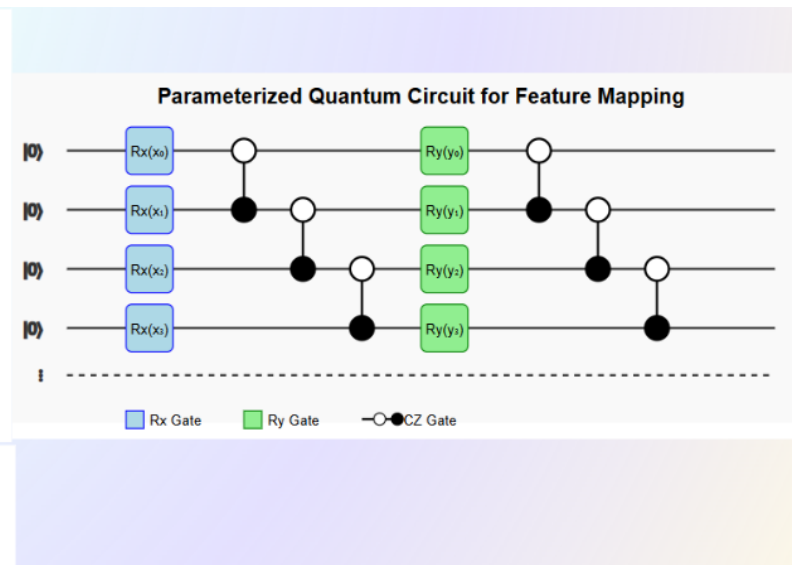 Parameterized Quantum Circuit for Feature Mapping
|0⟩ Rx(x₀) Ry(y₀)
|0⟩ Rx(x₁) Ry(y₁)
|0⟩ Rx(x₂) Ry(y₂)
|0⟩ Rx(x₃) Ry(y₃)
⋮
Rx Gate Ry Gate CZ Gate